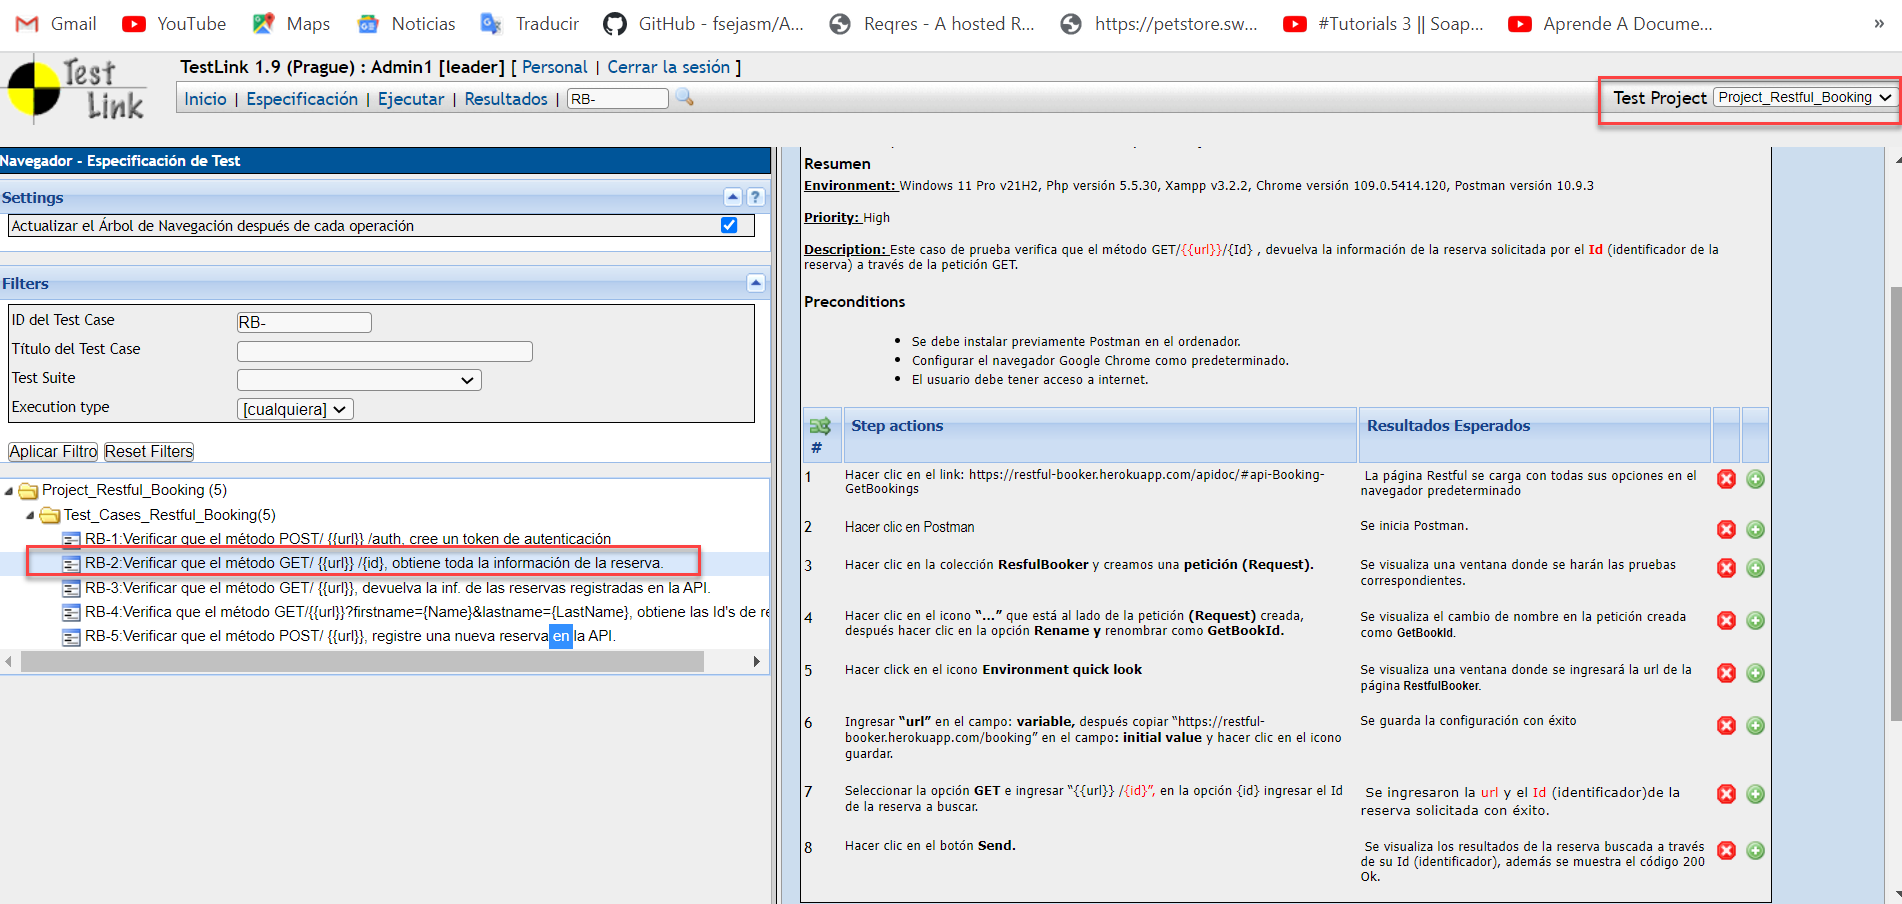 Gmail YouTube Maps Noticias Traducir GitHub - fsejasm/A... Reqres - A hosted R... https://petstore.sw... #Tutorials 3 || Soap... Aprende A Docume... »
Test Link
TestLink 1.9 (Prague) : Admin1 [leader] [ Personal | Cerrar la sesión ]
Inicio | Especificación | Ejecutar | Resultados | RB-
Test Project Project_Restful_Booking
Navegador - Especificación de Test
Settings
?
Actualizar el Árbol de Navegación después de cada operación
Filters
ID del Test Case RB-
Título del Test Case
Test Suite
Execution type [cualquiera]
Aplicar Filtro Reset Filters
Project_Restful_Booking (5)
Test_Cases_Restful_Booking(5)
RB-1:Verificar que el método POST/ {{url}} /auth, cree un token de autenticación
RB-2:Verificar que el método GET/ {{url}} /{id}, obtiene toda la información de la reserva.
RB-3:Verificar que el método GET/ {{url}}, devuelva la inf. de las reservas registradas en la API.
RB-4:Verifica que el método GET/{{url}}?firstname={Name}&lastname={LastName}, obtiene las Id's de re
RB-5:Verificar que el método POST/ {{url}}, registre una nueva reserva en la API.
Resumen
Environment: Windows 11 Pro v21H2, Php versión 5.5.30, Xampp v3.2.2, Chrome versión 109.0.5414.120, Postman versión 10.9.3
Priority: High
Description: Este caso de prueba verifica que el método GET/{{url}}/{Id} , devuelva la información de la reserva solicitada por el Id (identificador de la
reserva) a través de la petición GET.
Preconditions
• Se debe instalar previamente Postman en el ordenador.
• Configurar el navegador Google Chrome como predeterminado.
• El usuario debe tener acceso a internet.
# Step actions Resultados Esperados
1 Hacer clic en el link: https://restful-booker.herokuapp.com/apidoc/#api-Booking-
GetBookings
La página Restful se carga con todas sus opciones en el
navegador predeterminado
2 Hacer clic en Postman
Se inicia Postman.
3 Hacer clic en la colección ResfulBooker y creamos una petición (Request).
Se visualiza una ventana donde se harán las pruebas
correspondientes.
4 Hacer clic en el icono “...” que está al lado de la petición (Request) creada,
después hacer clic en la opción Rename y renombrar como GetBookId.
Se visualiza el cambio de nombre en la petición creada
como GetBookId.
5 Hacer click en el icono Environment quick look
Se visualiza una ventana donde se ingresará la url de la
página RestfulBooker.
6 Ingresar “url” en el campo: variable, después copiar “https://restful-
booker.herokuapp.com/booking” en el campo: initial value y hacer clic en el icono
guardar.
Se guarda la configuración con éxito
7 Seleccionar la opción GET e ingresar “{{url}} /{id}”, en la opción {id} ingresar el Id
de la reserva a buscar.
Se ingresaron la url y el Id (identificador)de la
reserva solicitada con éxito.
8 Hacer clic en el botón Send.
Se visualiza los resultados de la reserva buscada a través
de su Id (identificador), además se muestra el código 200
Ok.